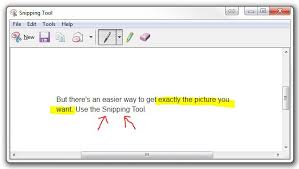 Snipping Tool
File Edit Tools Help
New
But there's an easier way to get exactly the picture you
want. Use the Snipping Tool.